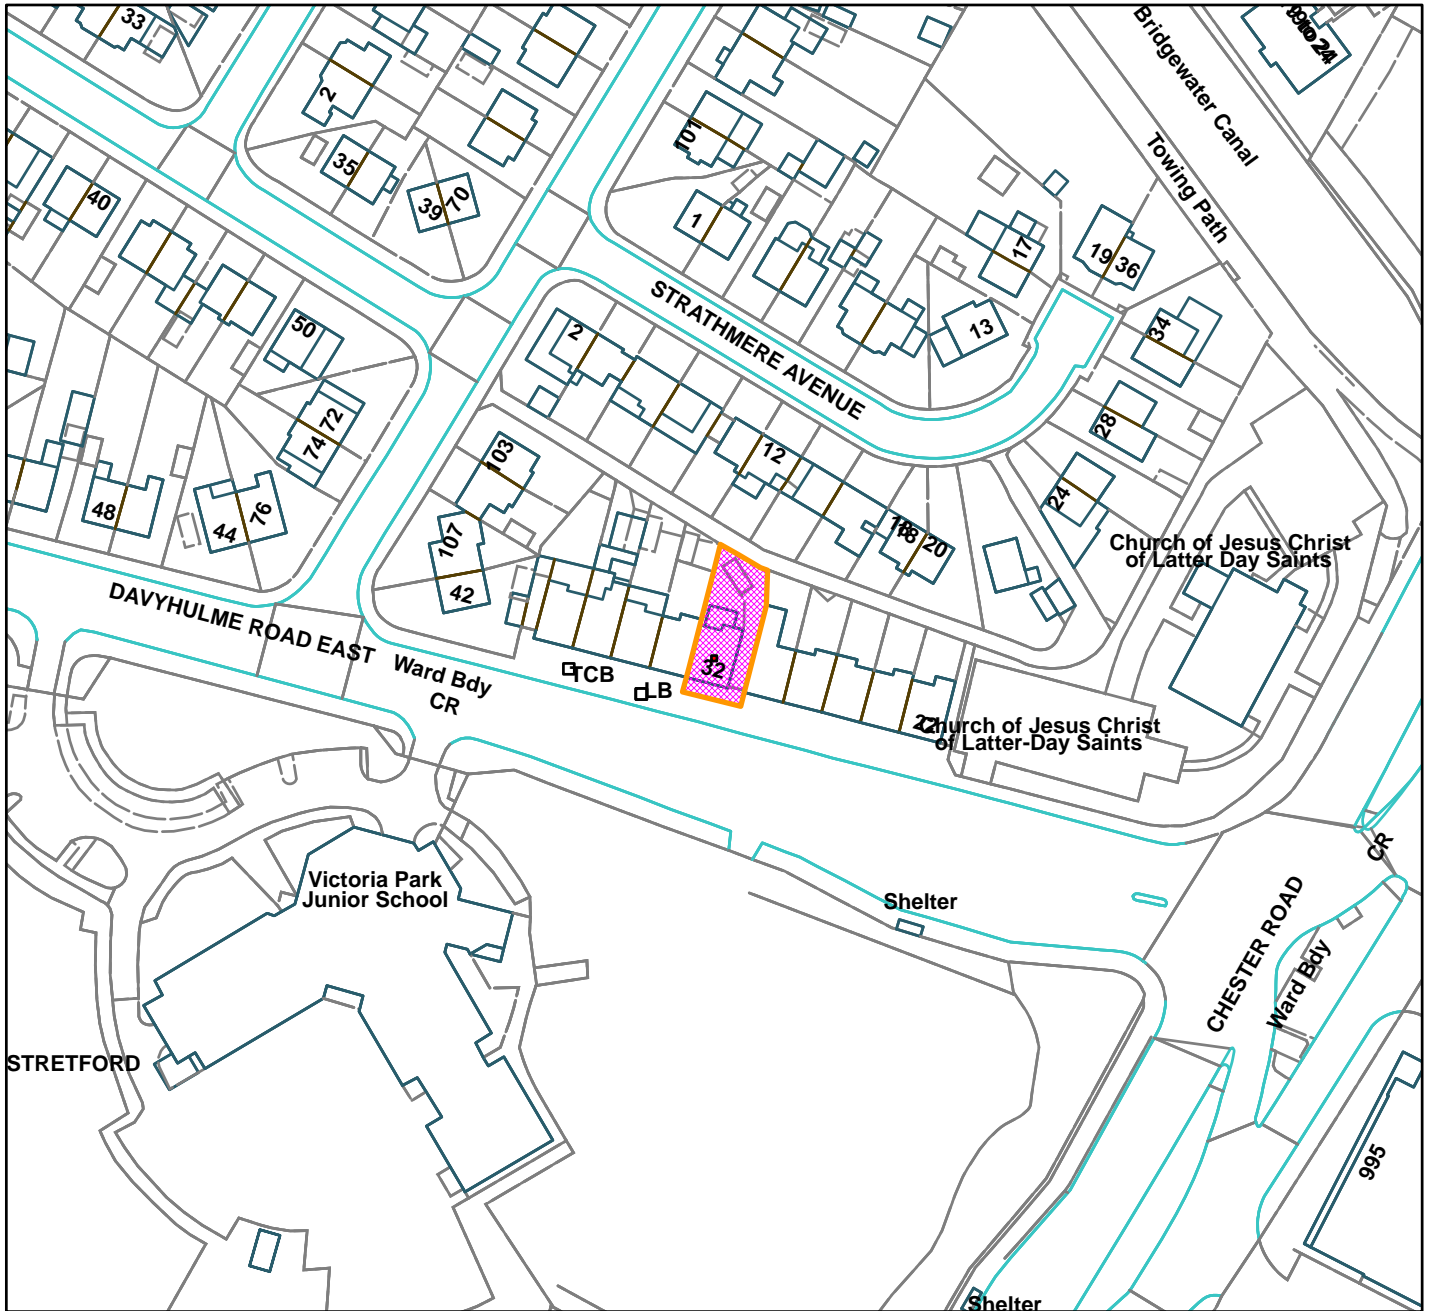 33
2
101
35
39
70
40
1
17
19
36
Bridgewater Canal
Towing Path
STRATHMERE AVENUE
13
34
50
2
72
74
28
12
103
24
48
44
76
107
42
18
20
Church of Jesus Christ
of Latter Day Saints
DAVYHULME ROAD EAST
Ward Bdy
CR
TCB
LB
32
22
Church of Jesus Christ
of Latter-Day Saints
CR
Victoria Park
Junior School
Shelter
CHESTER ROAD
Ward Bdy
STRETFORD
995
Shelter